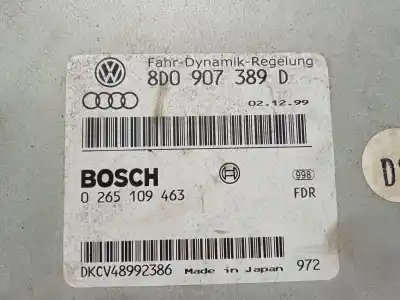 Fahr-Dynamik-Regelung
8D0 907 389 D
02.12.99
BOSCH
0 265 109 463
998
FDR
DKCV48992386 Made in Japan 972